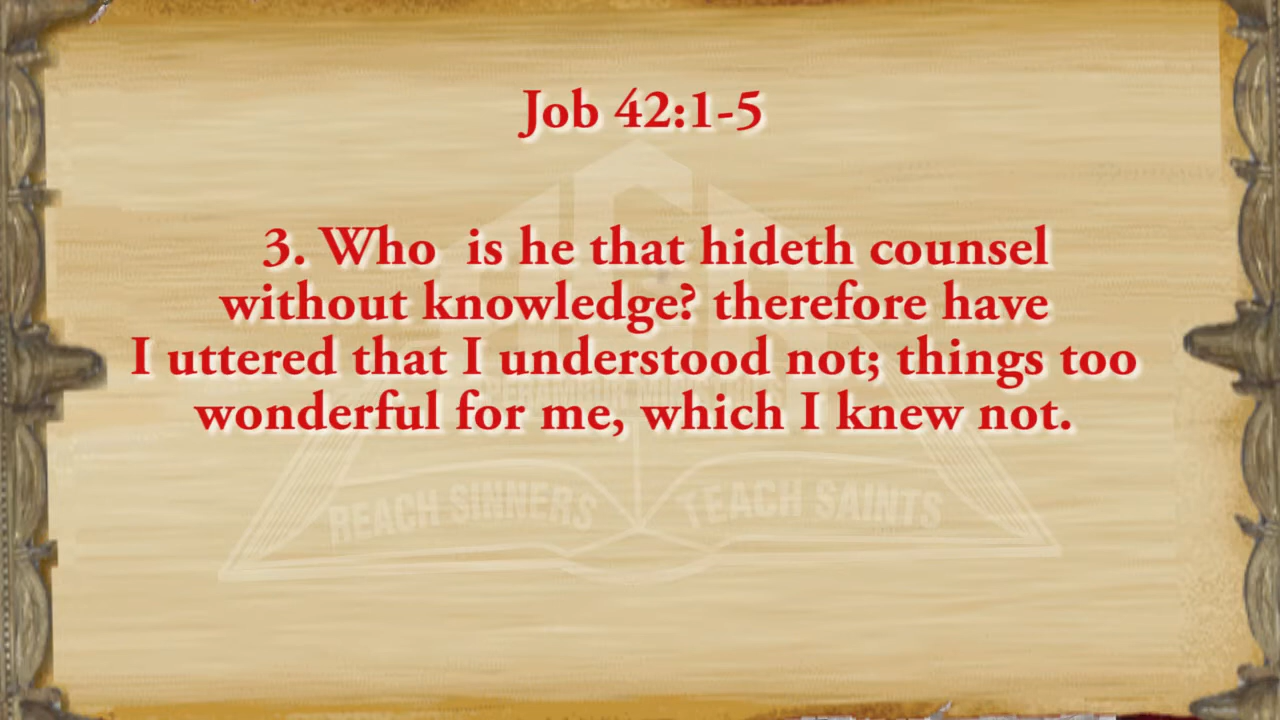 Job 42:1-5
3. Who is he that hideth counsel
without knowledge? therefore have
I uttered that I understood not; things too
wonderful for me, which I knew not.
REACH SINNERS TEACH SAINTS